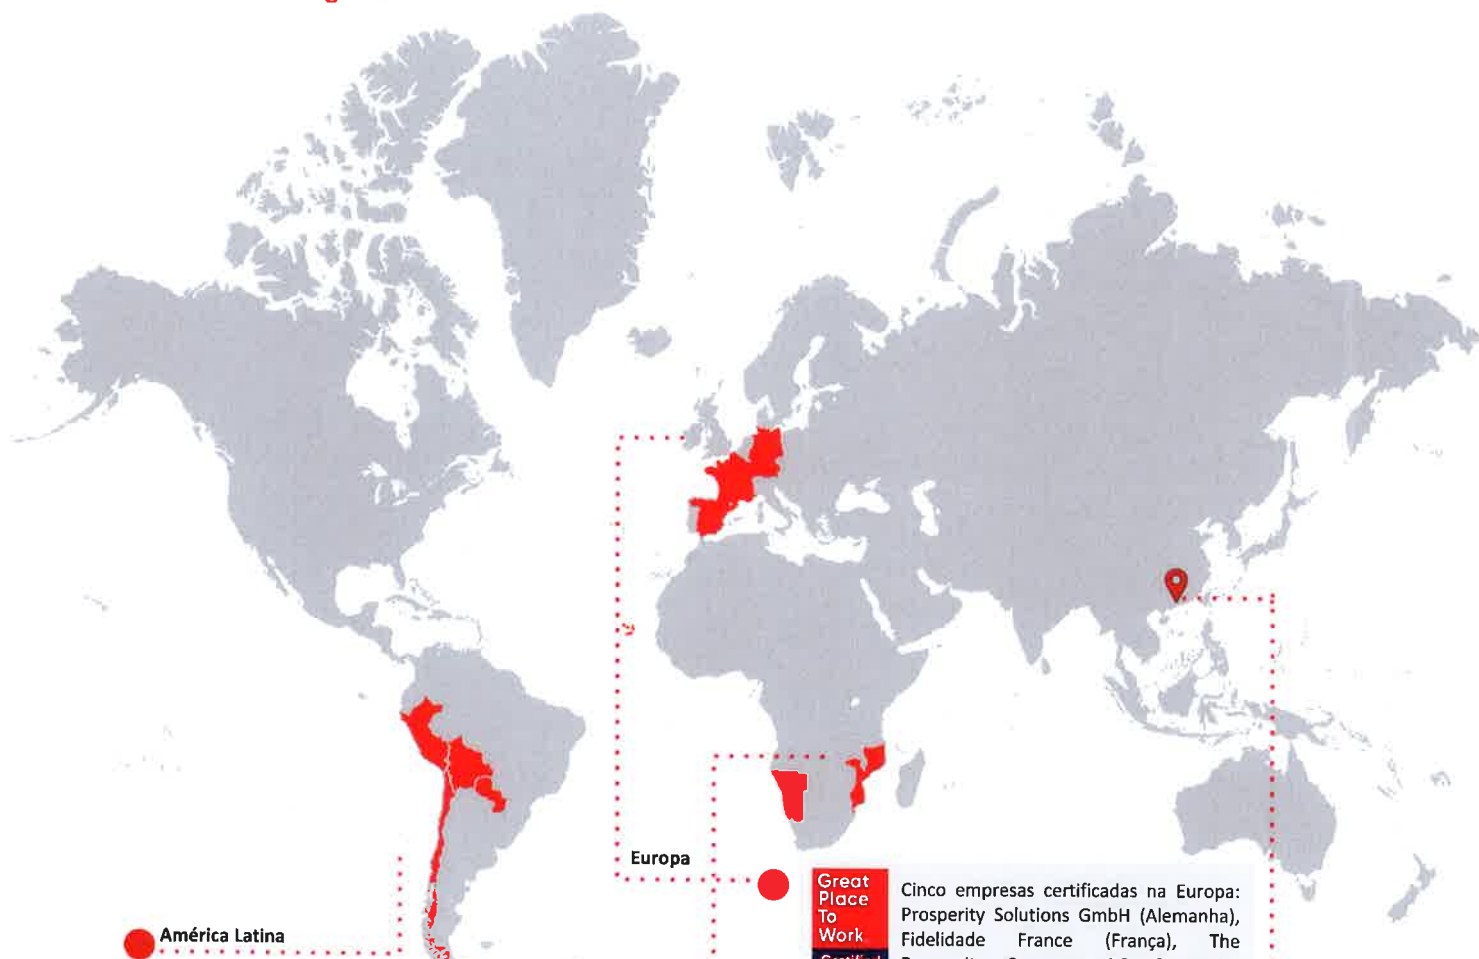 Europa
América Latina
Great
Place
To
Work
Cinco empresas certificadas na Europa:
Prosperity Solutions GmbH (Alemanha),
Fidelidade France (França), The